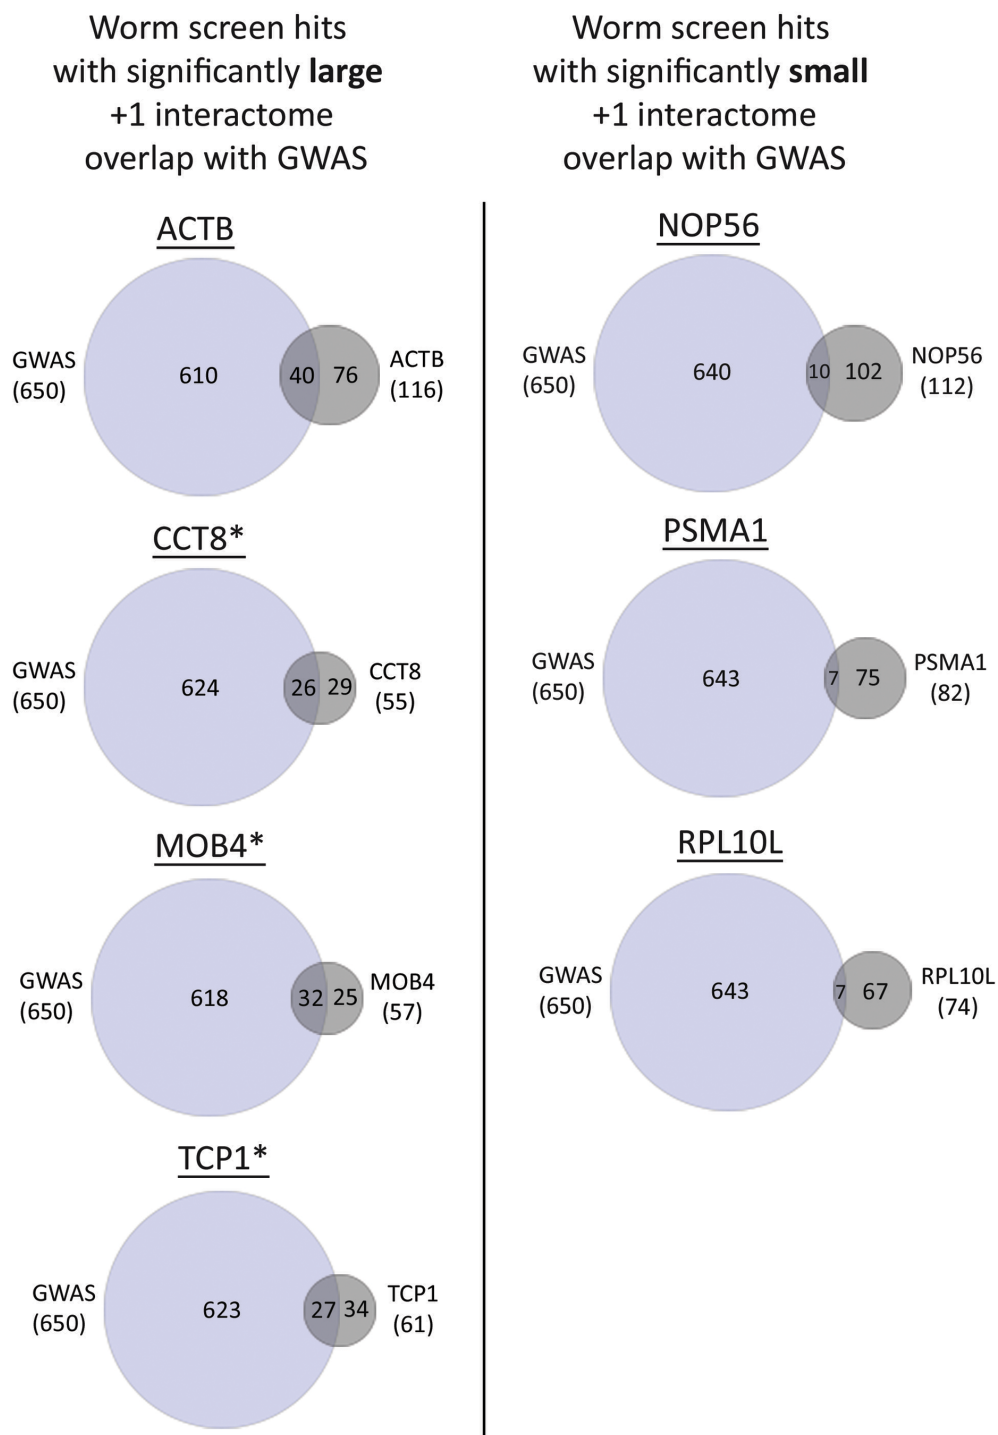 Worm screen hits
with significantly large
+1 interactome
overlap with GWAS
ACTB
GWAS
(650)
610
40
76
ACTB
(116)
CCT8*
GWAS
(650)
624
26
29
CCT8
(55)
MOB4*
GWAS
(650)
618
32
25
MOB4
(57)
TCP1*
GWAS
(650)
623
27
34
TCP1
(61)
Worm screen hits
with significantly small
+1 interactome
overlap with GWAS
NOP56
GWAS
(650)
640
10
102
NOP56
(112)
PSMA1
GWAS
(650)
643
7
75
PSMA1
(82)
RPL10L
GWAS
(650)
643
7
67
RPL10L
(74)